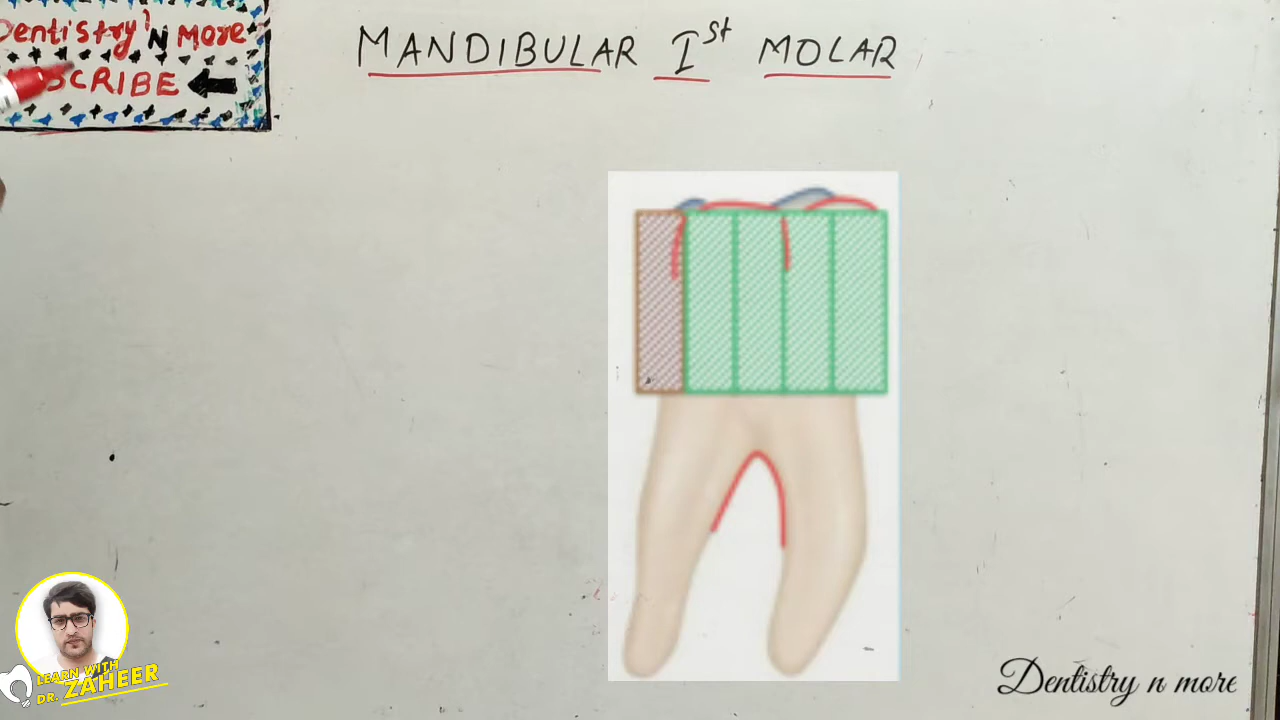 Dentistry'N More
SCRIBE
MANDIBULAR Ist MOLAR
LEARN WITH
DR. ZAHEER
Dentistry n more